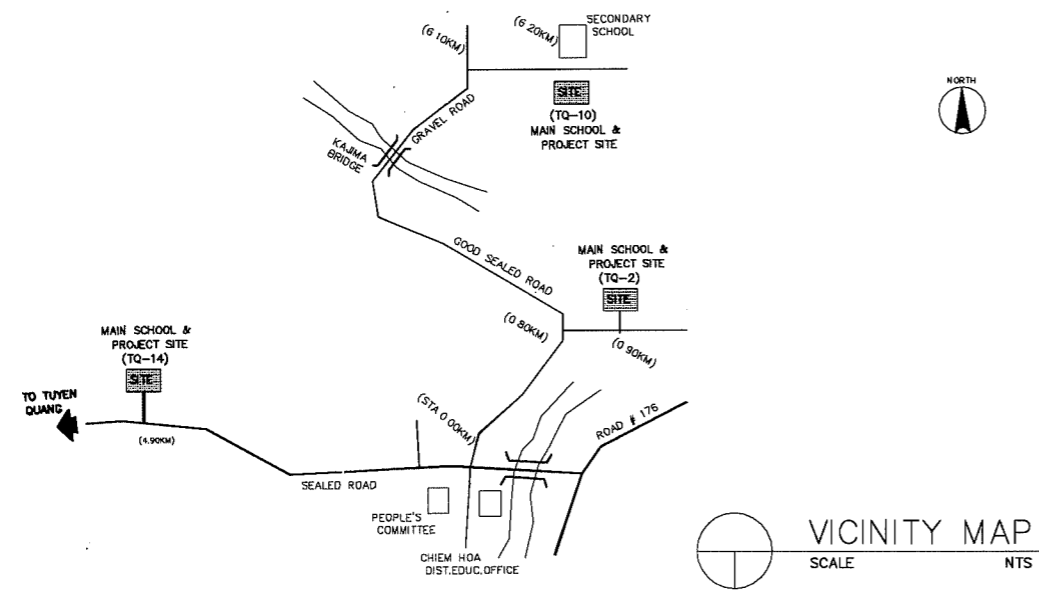 SECONDARY
SCHOOL
(6 10KM)
(6 20KM)
NORTH
SITE
(TQ-10)
MAIN SCHOOL &
PROJECT SITE
GRAVEL ROAD
KAJIMA
BRIDGE
GOOD SEALED ROAD
MAIN SCHOOL &
PROJECT SITE
(TQ-2)
SITE
(0 80KM)
(0 90KM)
MAIN SCHOOL &
PROJECT SITE
(TQ-14)
SITE
TO TUYEN
QUANG
(4.90KM)
(STA 0 00KM)
ROAD # 176
SEALED ROAD
PEOPLE'S
COMMITTEE
CHIEM HOA
DIST.EDUC.OFFICE
VICINITY MAP
SCALE NTS